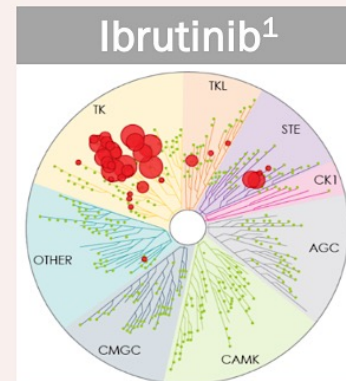 Ibrutinib¹
TKL
TK
STE
CK1
AGC
OTHER
CMGC
CAMK